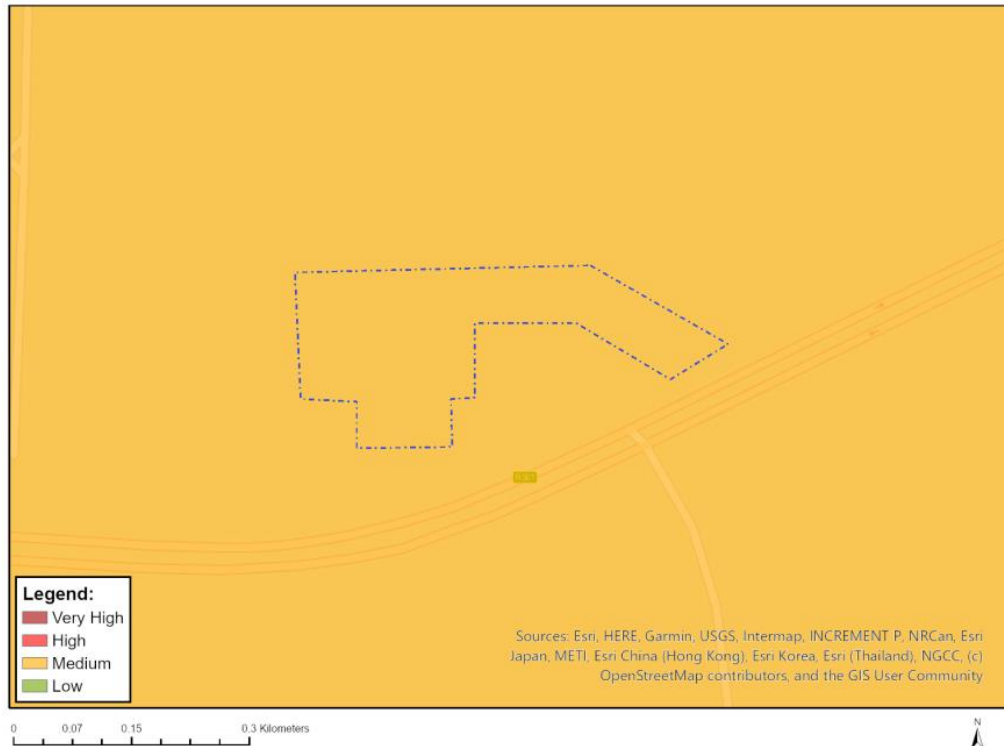 Legend:
Very High
High
Medium
Low
Sources: Esri, HERE, Garmin, USGS, Intermap, INCREMENT P, NRCan, Esri
Japan, METI, Esri China (Hong Kong), Esri Korea, Esri (Thailand), NGCC, (c)
OpenStreetMap contributors, and the GIS User Community
0 0.07 0.15 0.3 Kilometers
N